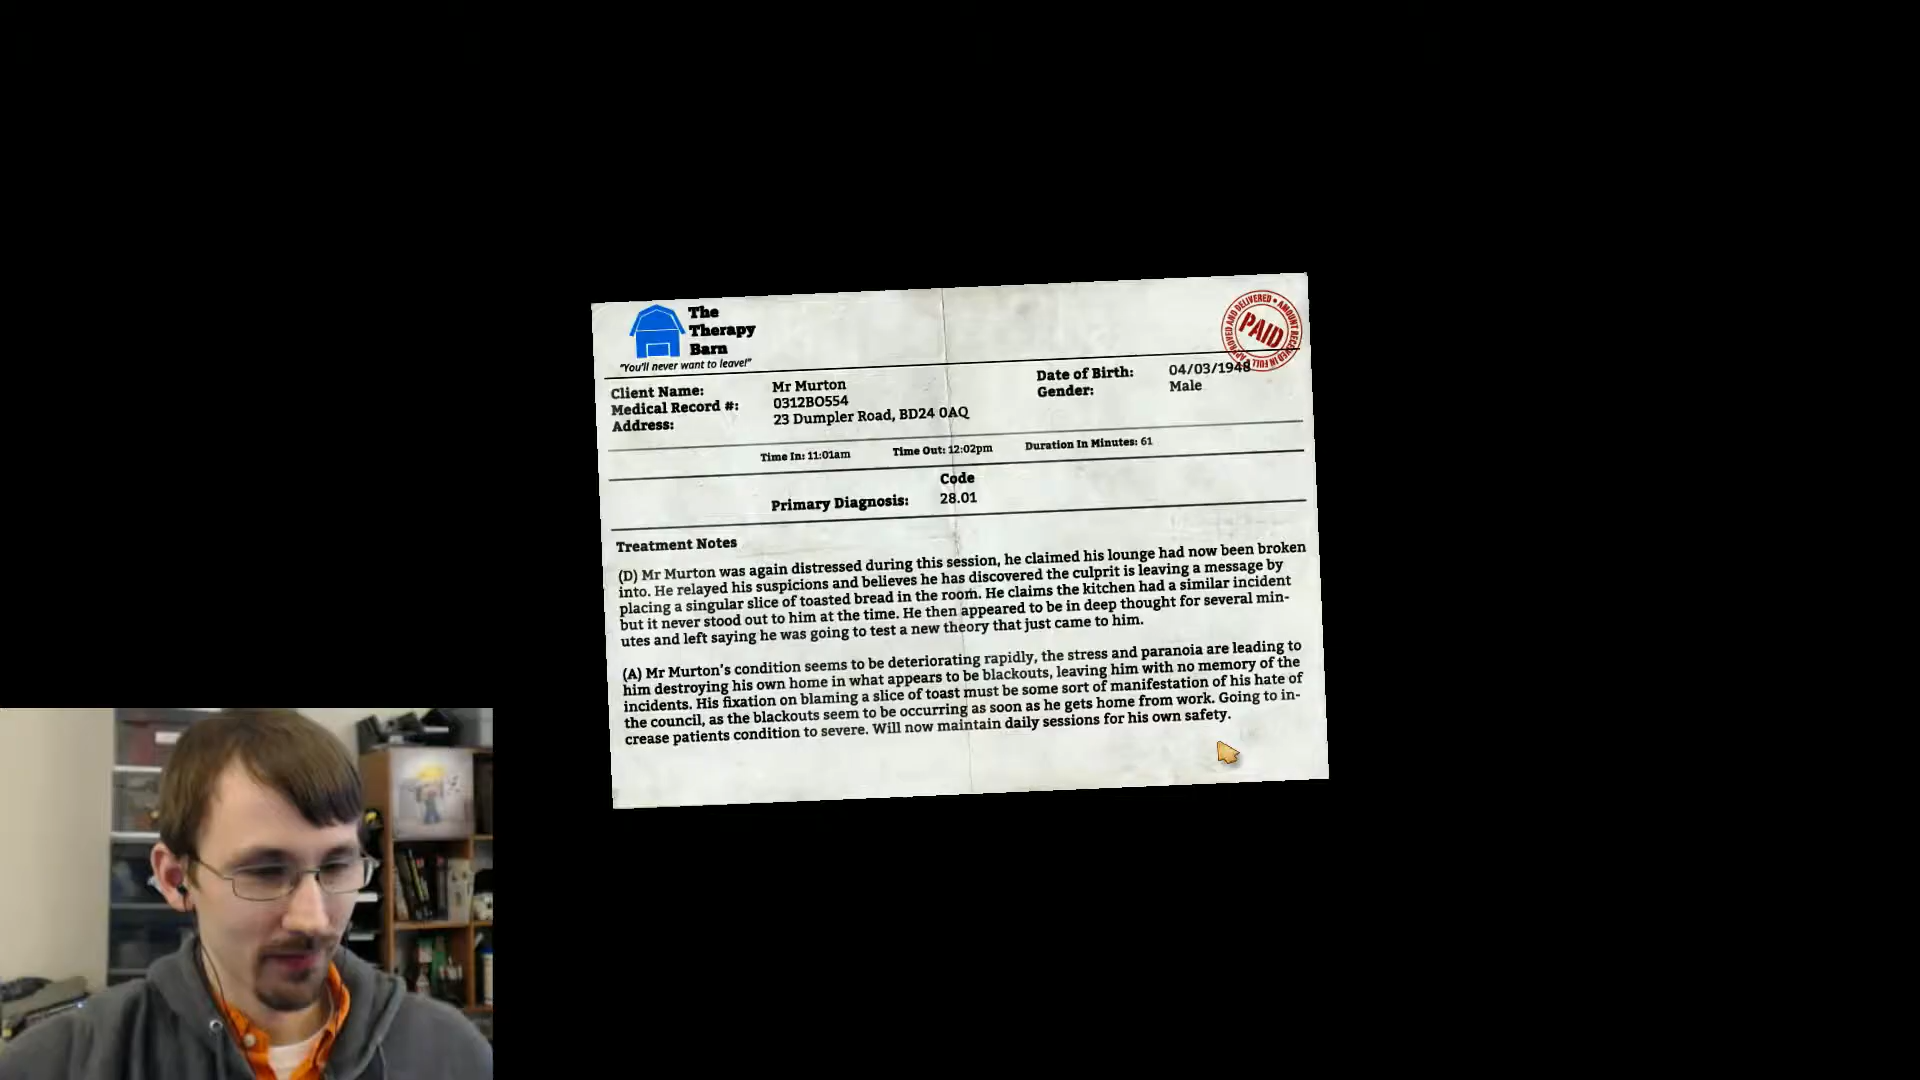 The
Therapy
Barn
"You'll never want to leave!"
APPROVED AND DELIVERED • AMOUNT RECEIVED IN FULL
PAID
Client Name: Mr Murton Date of Birth: 04/03/1948
Medical Record #: 0312BO554 Gender: Male
Address: 23 Dumpler Road, BD24 0AQ
Time In: 11:01am Time Out: 12:02pm Duration In Minutes: 61
Code
Primary Diagnosis: 28.01
Treatment Notes
(D) Mr Murton was again distressed during this session, he claimed his lounge had now been broken
into. He relayed his suspicions and believes he has discovered the culprit is leaving a message by
placing a singular slice of toasted bread in the room. He claims the kitchen had a similar incident
but it never stood out to him at the time. He then appeared to be in deep thought for several min-
utes and left saying he was going to test a new theory that just came to him.
(A) Mr Murton's condition seems to be deteriorating rapidly, the stress and paranoia are leading to
him destroying his own home in what appears to be blackouts, leaving him with no memory of the
incidents. His fixation on blaming a slice of toast must be some sort of manifestation of his hate of
the council, as the blackouts seem to be occurring as soon as he gets home from work. Going to in-
crease patients condition to severe. Will now maintain daily sessions for his own safety.